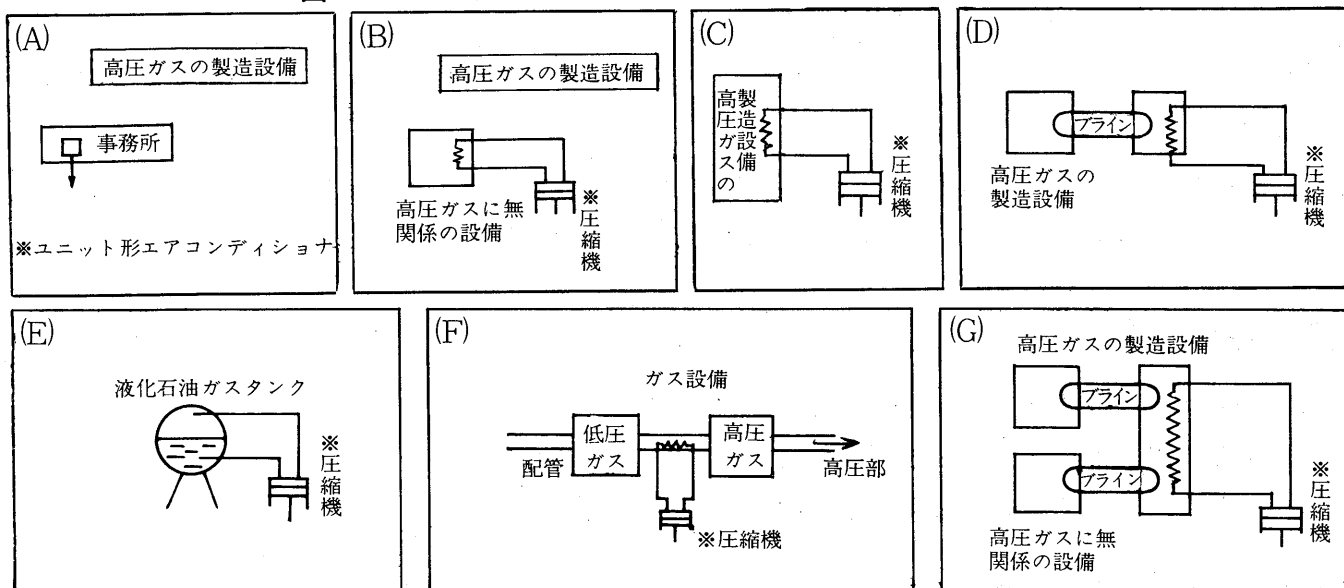 (A)
高圧ガスの製造設備
事務所
※ユニット形エアコンディショナ
(B)
高圧ガスの製造設備
高圧ガスに無
関係の設備
※圧縮機
(C)
高圧ガス設備の
製造
※圧縮機
(D)
ブライン
高圧ガスの
製造設備
※圧縮機
(E)
液化石油ガスタンク
※圧縮機
(F)
ガス設備
低圧
ガス
高圧
ガス
配管
高圧部
※圧縮機
(G)
高圧ガスの製造設備
ブライン
ブライン
高圧ガスに無
関係の設備
※圧縮機